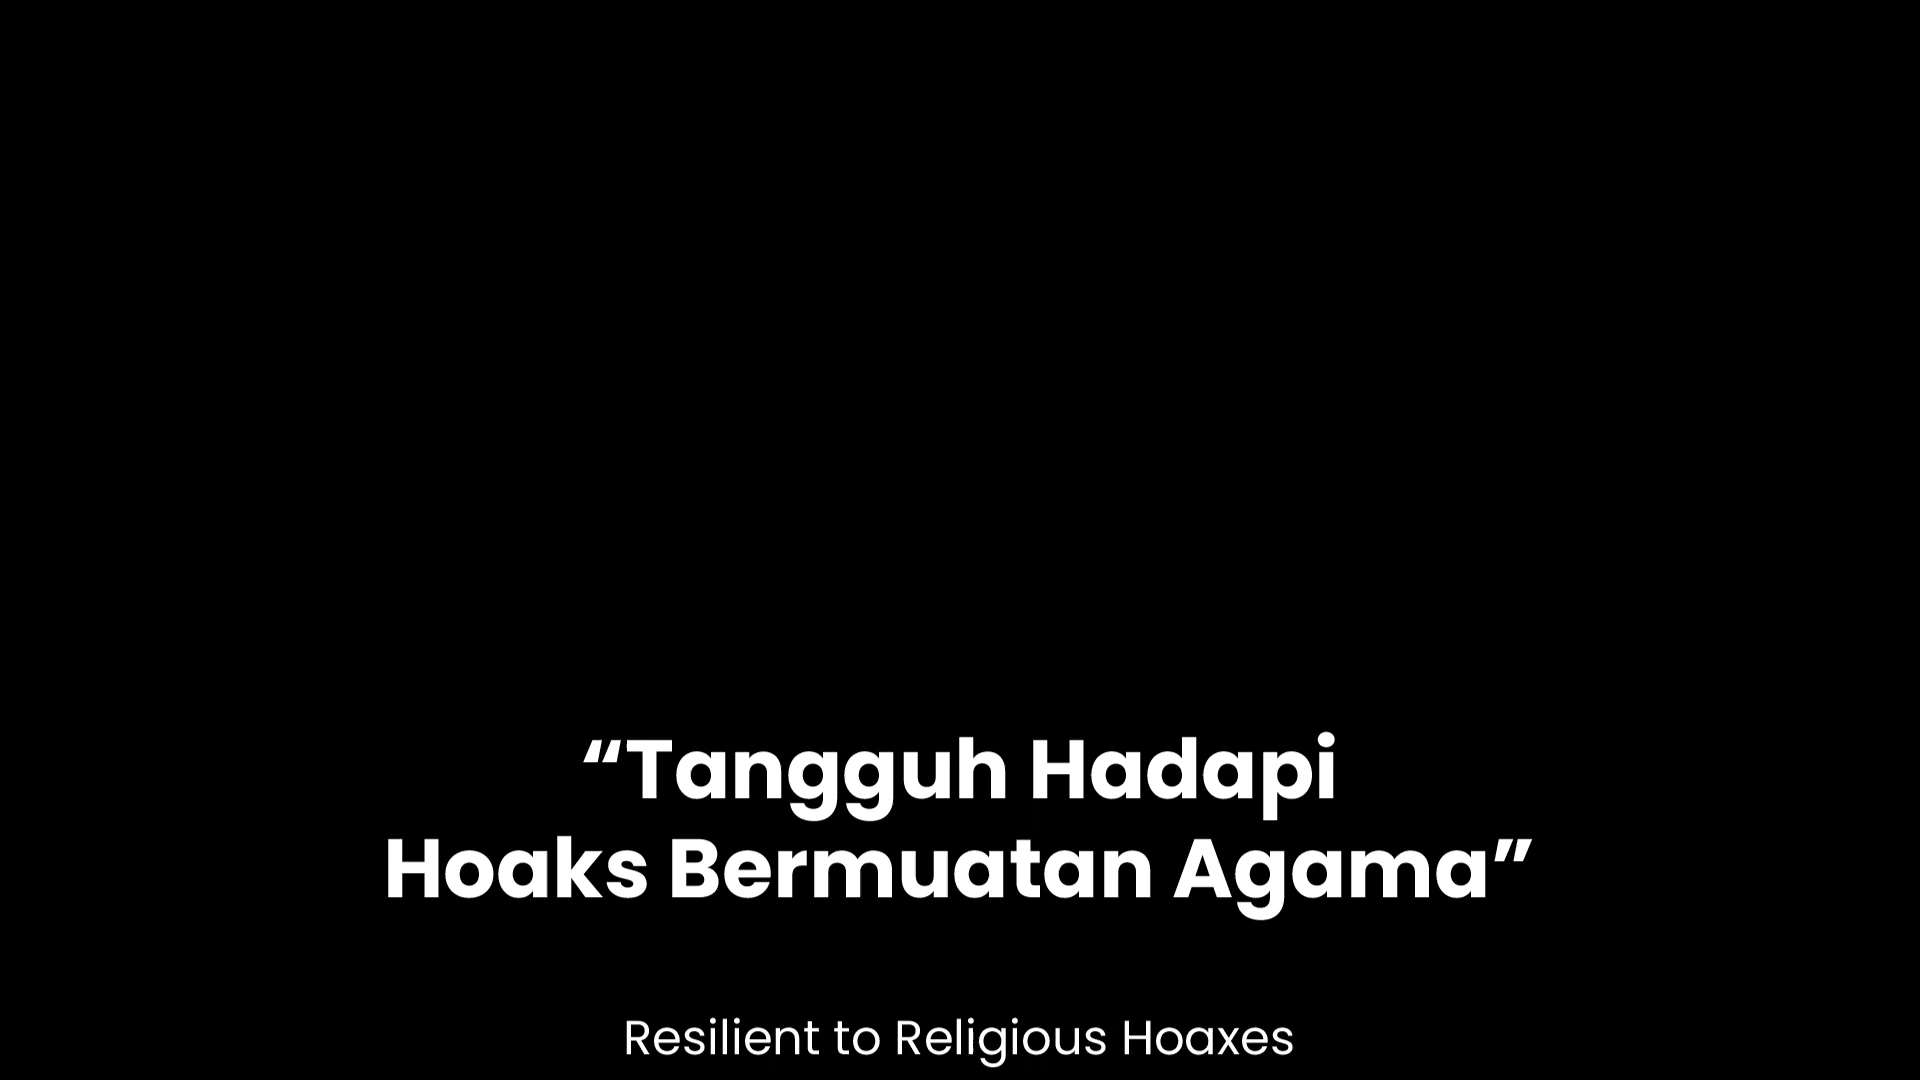 “Tangguh Hadapi
Hoaks Bermuatan Agama”
Resilient to Religious Hoaxes